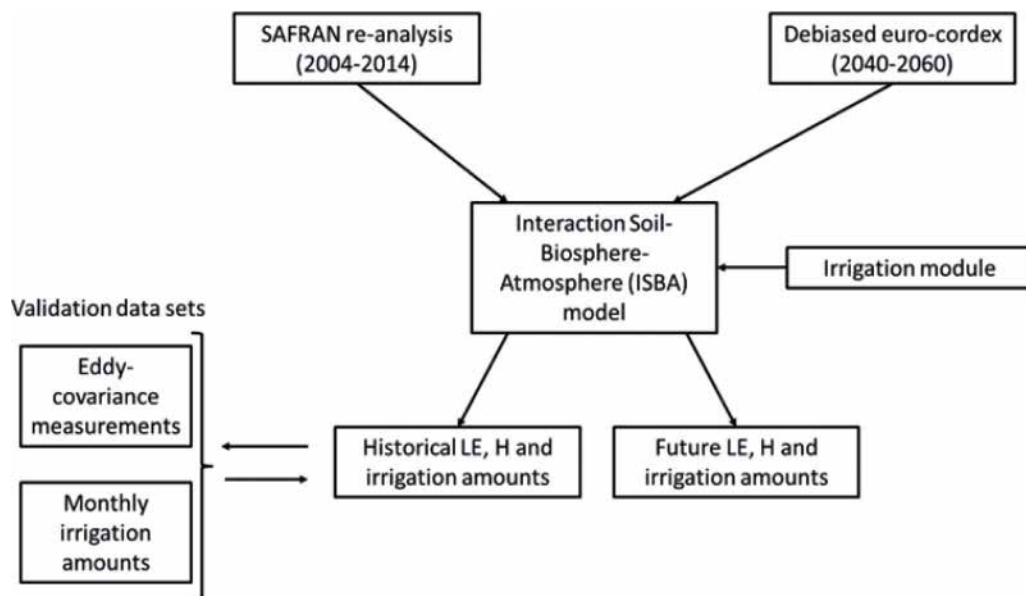 SAFRAN re-analysis
(2004-2014)
Debiased euro-cordex
(2040-2060)
Interaction Soil-
Biosphere-
Atmosphere (ISBA)
model
Irrigation module
Validation data sets
Eddy-
covariance
measurements
Monthly
irrigation
amounts
Historical LE, H and
irrigation amounts
Future LE, H and
irrigation amounts